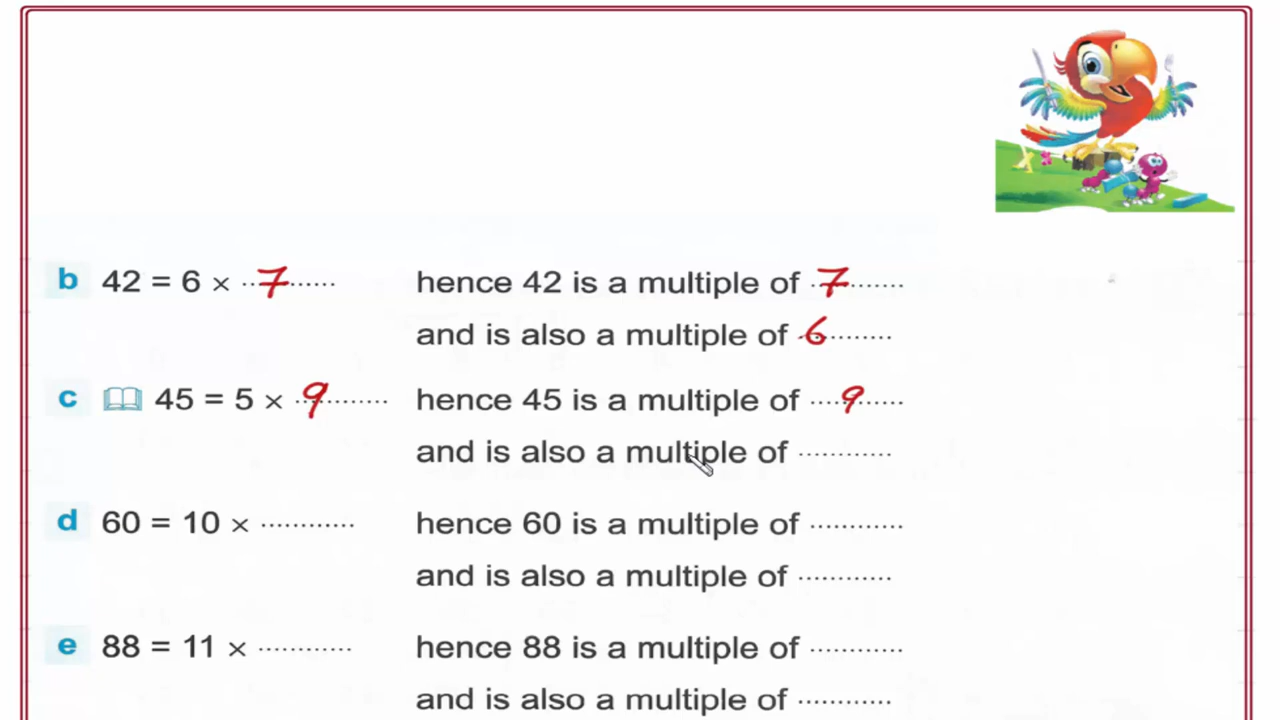 b 42 = 6 × 7 hence 42 is a multiple of 7
and is also a multiple of 6
c 45 = 5 × 9 hence 45 is a multiple of 9
and is also a multiple of ............
d 60 = 10 × ............ hence 60 is a multiple of ............
and is also a multiple of ............
e 88 = 11 × ............ hence 88 is a multiple of ............
and is also a multiple of ............